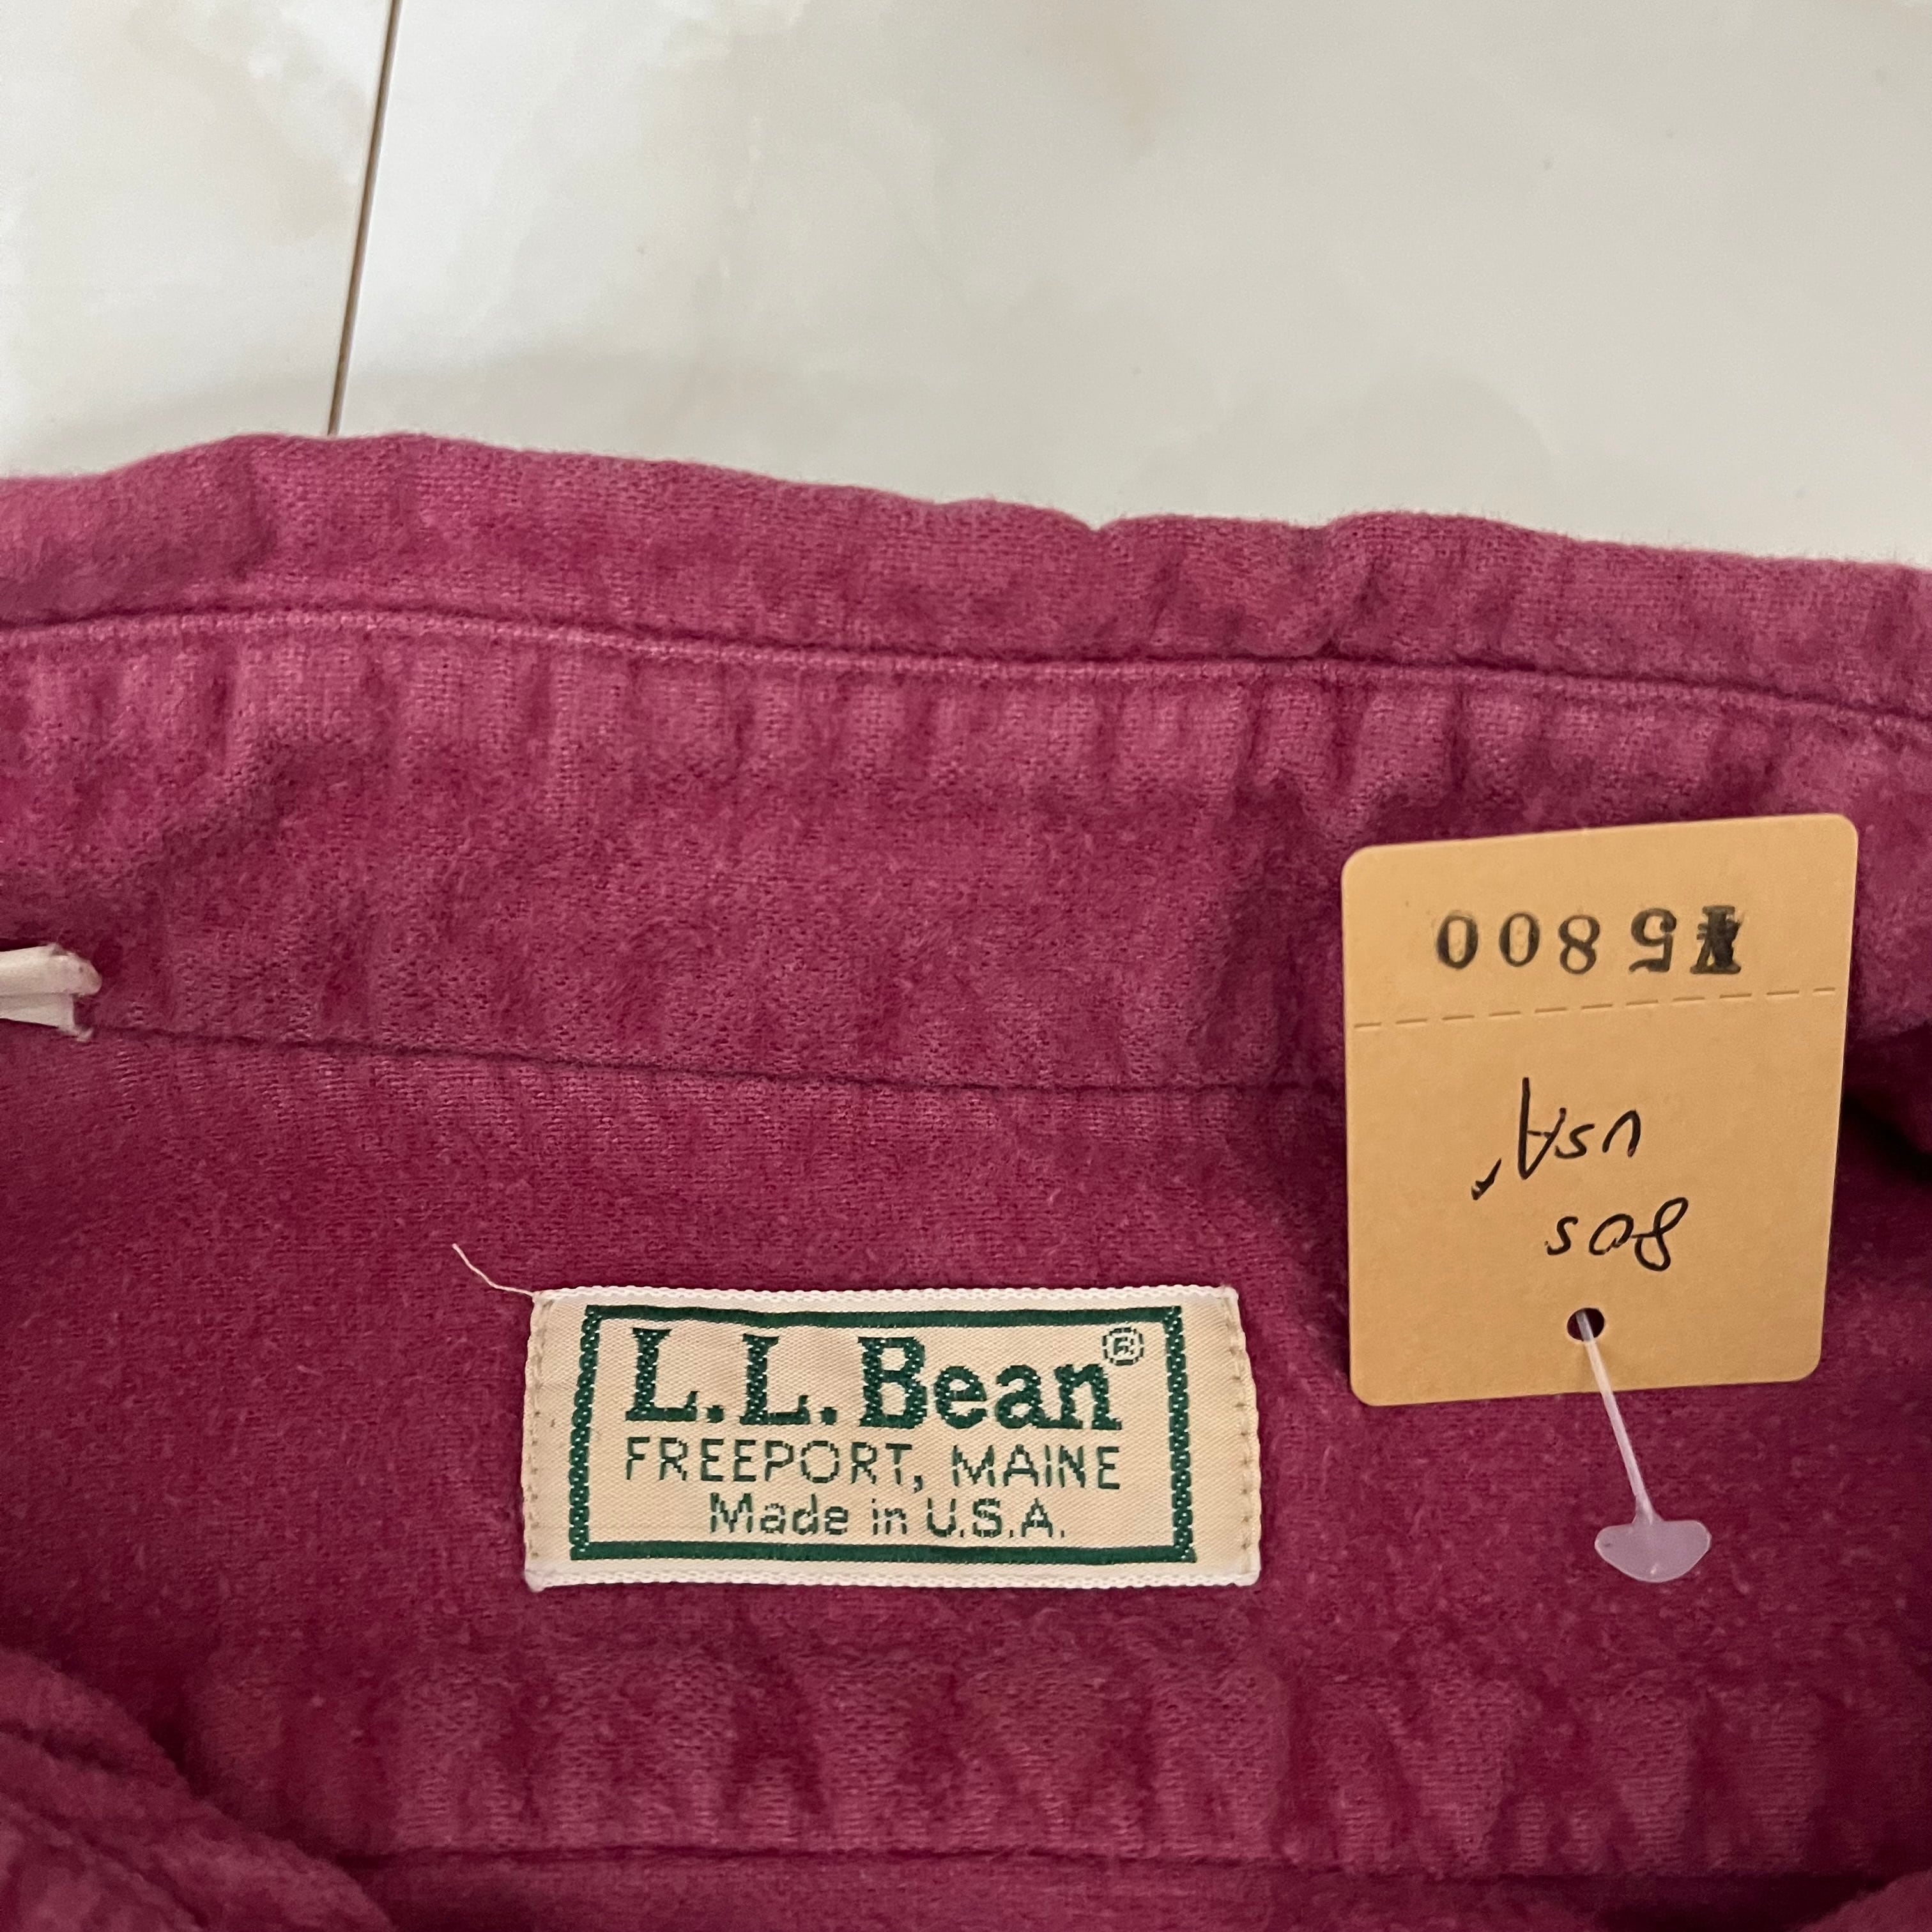 L.L.Bean®
FREEPORT, MAINE
Made in U.S.A.
80s
USA
¥5800